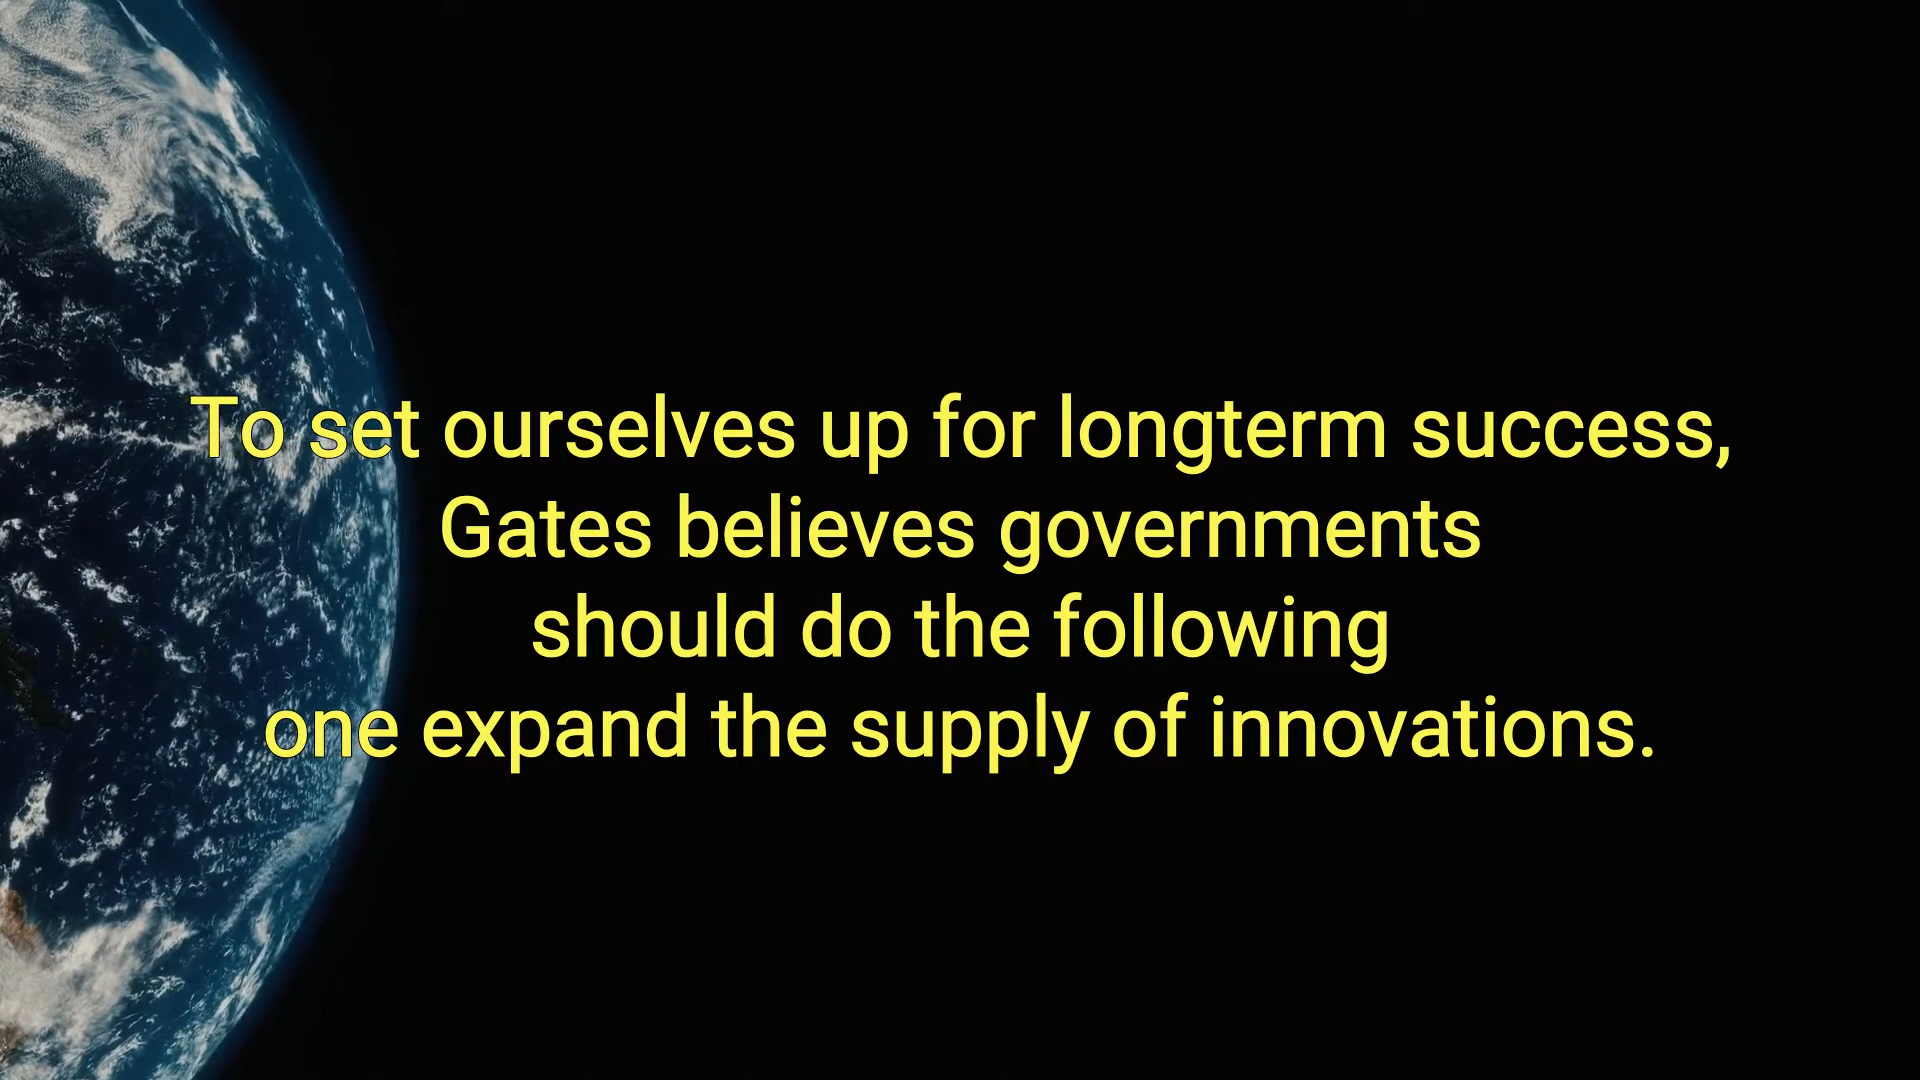 To set ourselves up for longterm success,
Gates believes governments
should do the following
one expand the supply of innovations.